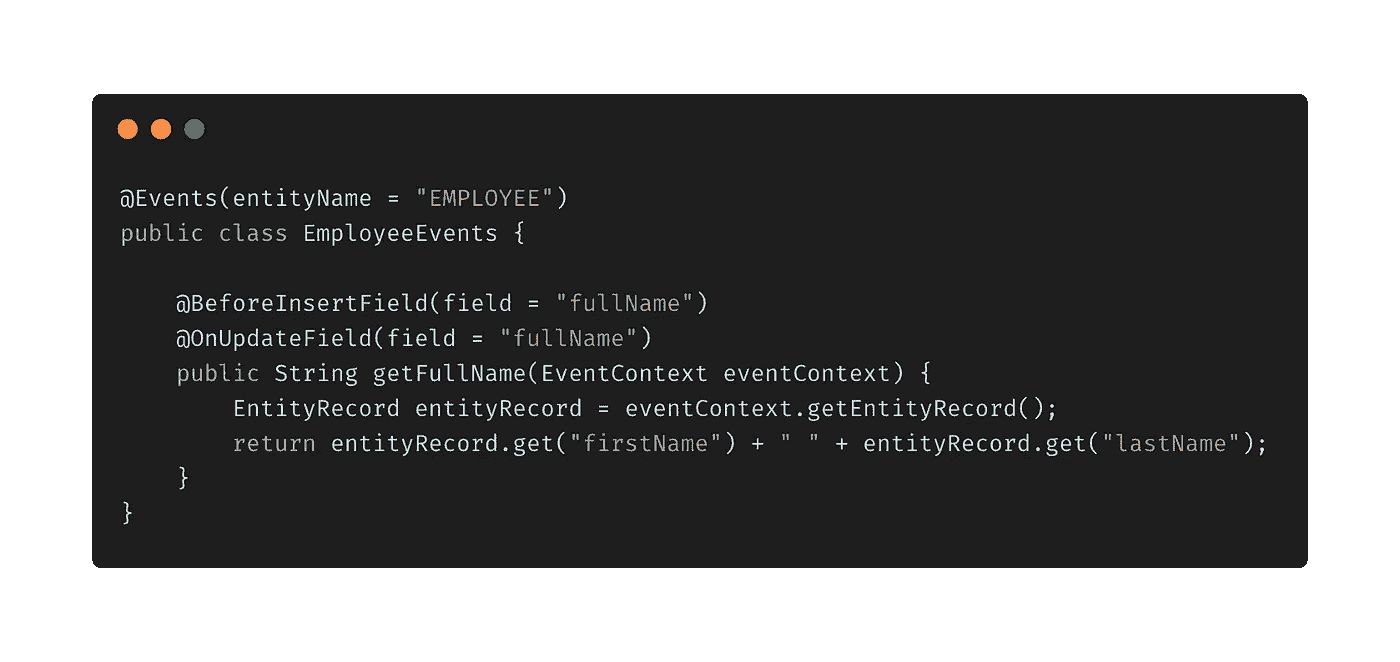 @Events(entityName = "EMPLOYEE")
public class EmployeeEvents {
@BeforeInsertField(field = "fullName")
@OnUpdateField(field = "fullName")
public String getFullName(EventContext eventContext) {
EntityRecord entityRecord = eventContext.getEntityRecord();
return entityRecord.get("firstName") + " " + entityRecord.get("lastName");
}
}